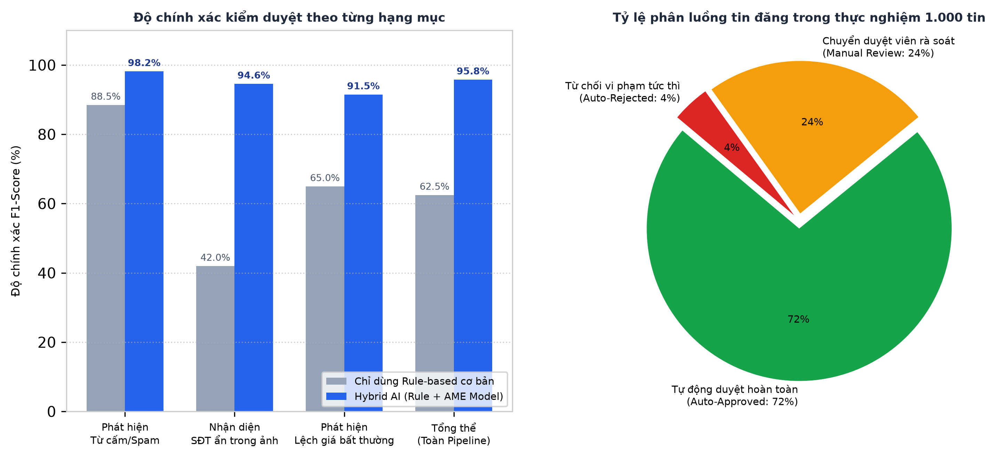 Độ chính xác kiểm duyệt theo từng hạng mục
Độ chính xác F1-Score (%)
100
80
60
40
20
0
88.5%
98.2%
42.0%
94.6%
65.0%
91.5%
62.5%
95.8%
Chỉ dùng Rule-based cơ bản
Hybrid AI (Rule + AME Model)
Phát hiện
Từ cấm/Spam
Nhận diện
SĐT ẩn trong ảnh
Phát hiện
Lệch giá bất thường
Tổng thể
(Toàn Pipeline)
Tỷ lệ phân luồng tin đăng trong thực nghiệm 1.000 tin
Chuyển duyệt viên rà soát
(Manual Review: 24%)
Từ chối vi phạm tức thì
(Auto-Rejected: 4%)
24%
4%
72%
Tự động duyệt hoàn toàn
(Auto-Approved: 72%)